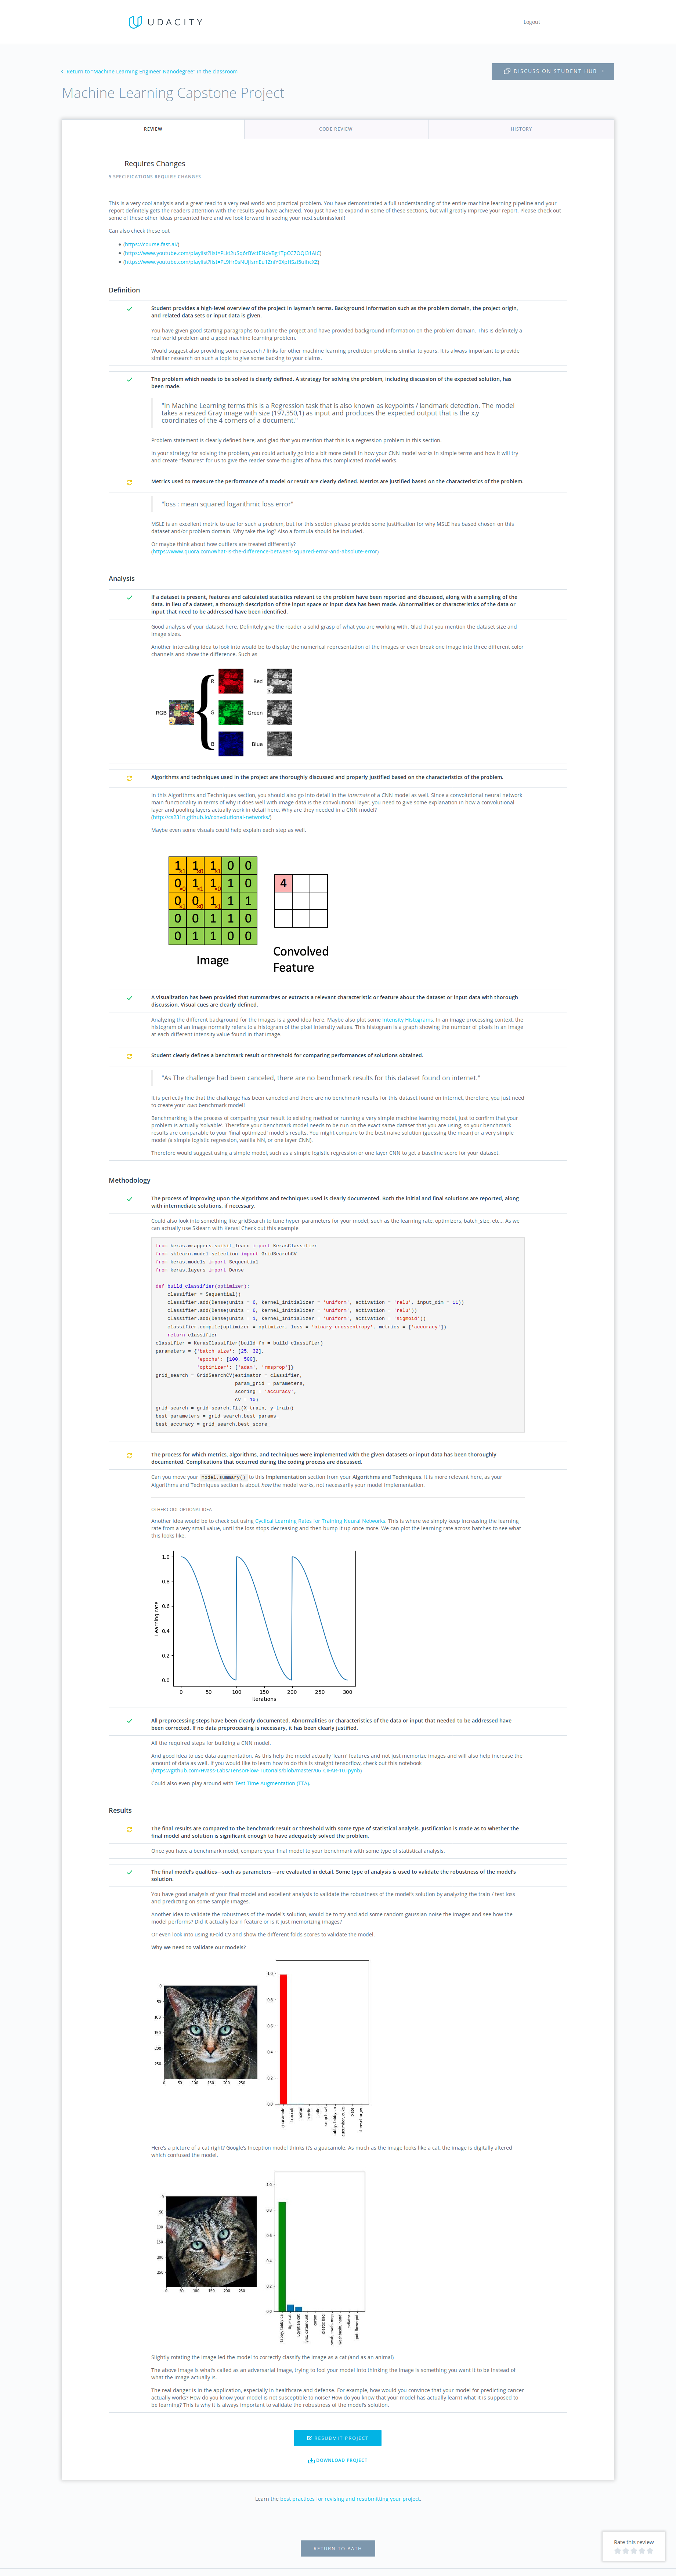 UDACITY
Logout
Return to "Machine Learning Engineer Nanodegree" in the classroom
DISCUSS ON STUDENT HUB
Machine Learning Capstone Project
REVIEW
CODE REVIEW
HISTORY
Requires Changes
5 SPECIFICATIONS REQUIRE CHANGES
This is a very cool analysis and a great read to a very real world and practical problem. You have demonstrated a full understanding of the entire machine learning pipeline and your
report definitely gets the readers attention with the results you have achieved. You just have to expand in some of these sections, but will greatly improve your report. Please check out
some of these other ideas presented here and we look forward in seeing your next submission!!
Can also check these out
(https://course.fast.ai/)
Definition
Student provides a high-level overview of the project in layman's terms. Background information such as the problem domain, the project origin,
and related data sets or input data is given.
You have given good starting paragraphs to outline the project and have provided background information on the problem domain. This is definitely a
real world problem and a good machine learning problem.
Would suggest also providing some research / links for other machine learning prediction problems similar to yours. It is always important to provide
similiar research on such a topic to give some backing to your claims.
The problem which needs to be solved is clearly defined. A strategy for solving the problem, including discussion of the expected solution, has
been made.
"In Machine Learning terms this is a Regression task that is also known as keypoints / landmark detection. The model
takes a resized Gray image with size (197,350,1) as input and produces the expected output that is the x,y
coordinates of the 4 corners of a document."
Problem statement is clearly defined here, and glad that you mention that this is a regression problem in this section.
In your strategy for solving the problem, you could actually go into a bit more detail in how your CNN model works in simple terms and how it will try
and create "features" for us to give the reader some thoughts of how this complicated model works.
Metrics used to measure the performance of a model or result are clearly defined. Metrics are justified based on the characteristics of the problem.
"loss : mean squared logarithmic loss error"
MSLE is an excellent metric to use for such a problem, but for this section please provide some justification for why MSLE has based chosen on this
dataset and/or problem domain. Why take the log? Also a formula should be included.
Or maybe think about how outliers are treated differently?
(https://www.quora.com/What-is-the-difference-between-squared-error-and-absolute-error)
Analysis
If a dataset is present, features and calculated statistics relevant to the problem have been reported and discussed, along with a sampling of the
data. In lieu of a dataset, a thorough description of the input space or input data has been made. Abnormalities or characteristics of the data or
input that need to be addressed have been identified.
Good analysis of your dataset here. Definitely give the reader a solid grasp of what you are working with. Glad that you mention the dataset size and
image sizes.
Another interesting idea to look into would be to display the numerical representation of the images or even break one image into three different color
channels and show the difference. Such as
R Red
RGB G Green
B Blue
Algorithms and techniques used in the project are thoroughly discussed and properly justified based on the characteristics of the problem.
In this Algorithms and Techniques section, you should also go into detail in the internals of a CNN model as well. Since a convolutional neural network
main functionality in terms of why it does well with image data is the convolutional layer, you need to give some explanation in how a convolutional
layer and pooling layers actually work in detail here. Why are they needed in a CNN model?
(http://cs231n.github.io/convolutional-networks/)
Maybe even some visuals could help explain each step as well.
1 1 1 0 0
0 1 1 1 0 4
0 0 1 1 1
0 0 1 1 0
0 1 1 0 0
Image
Convolved
Feature
A visualization has been provided that summarizes or extracts a relevant characteristic or feature about the dataset or input data with thorough
discussion. Visual cues are clearly defined.
Analyzing the different background for the images is a good idea here. Maybe also plot some Intensity Histograms. In an image processing context, the
histogram of an image normally refers to a histogram of the pixel intensity values. This histogram is a graph showing the number of pixels in an image
at each different intensity value found in that image.
Student clearly defines a benchmark result or threshold for comparing performances of solutions obtained.
"As The challenge had been canceled, there are no benchmark results for this dataset found on internet."
It is perfectly fine that the challenge has been canceled and there are no benchmark results for this dataset found on internet, therefore, you just need
to create your own benchmark model!
Benchmarking is the process of comparing your result to existing method or running a very simple machine learning model, just to confirm that your
problem is actually 'solvable'. Therefore your benchmark model needs to be run on the exact same dataset that you are using, so your benchmark
results are comparable to your 'final optimized' model's results. You might compare to the best naive solution (guessing the mean) or a very simple
model (a simple logistic regression, vanilla NN, or one layer CNN).
Therefore would suggest using a simple model, such as a simple logistic regression or one layer CNN to get a baseline score for your dataset.
Methodology
The process of improving upon the algorithms and techniques used is clearly documented. Both the initial and final solutions are reported, along
with intermediate solutions, if necessary.
Could also look into something like gridSearch to tune hyper-parameters for your model, such as the learning rate, optimizers, batch_size, etc... As we
can actually use Sklearn with Keras! Check out this example
from keras.wrappers.scikit_learn import KerasClassifier
from sklearn.model_selection import GridSearchCV
from keras.models import Sequential
from keras.layers import Dense
def build_classifier(optimizer):
classifier = Sequential()
classifier.add(Dense(units = 6, kernel_initializer = 'uniform', activation = 'relu', input_dim = 11))
classifier.add(Dense(units = 6, kernel_initializer = 'uniform', activation = 'relu'))
classifier.add(Dense(units = 1, kernel_initializer = 'uniform', activation = 'sigmoid'))
classifier.compile(optimizer = optimizer, loss = 'binary_crossentropy', metrics = ['accuracy'])
return classifier
classifier = KerasClassifier(build_fn = build_classifier)
parameters = {'batch_size': [25, 32],
'epochs': [100, 500],
'optimizer': ['adam', 'rmsprop']}
grid_search = GridSearchCV(estimator = classifier,
param_grid = parameters,
scoring = 'accuracy',
cv = 10)
grid_search = grid_search.fit(X_train, y_train)
best_parameters = grid_search.best_params_
best_accuracy = grid_search.best_score_
The process for which metrics, algorithms, and techniques were implemented with the given datasets or input data has been thoroughly
documented. Complications that occurred during the coding process are discussed.
Can you move your model.summary() to this Implementation section from your Algorithms and Techniques. It is more relevant here, as your
Algorithms and Techniques section is about how the model works, not necessarily your model implementation.
OTHER COOL OPTIONAL IDEA
Another idea would be to check out using Cyclical Learning Rates for Training Neural Networks. This is where we simply keep increasing the learning
rate from a very small value, until the loss stops decreasing and then bump it up once more. We can plot the learning rate across batches to see what
this looks like.
1.0
0.8
0.6
0.4
0.2
0.0
Learning rate
0 50 100 150 200 250 300
Iterations
All preprocessing steps have been clearly documented. Abnormalities or characteristics of the data or input that needed to be addressed have
been corrected. If no data preprocessing is necessary, it has been clearly justified.
All the required steps for building a CNN model.
And good idea to use data augmentation. As this help the model actually 'learn' features and not just memorize images and will also help increase the
amount of data as well. If you would like to learn how to do this is straight tensorflow, check out this notebook
(https://github.com/Hvass-Labs/TensorFlow-Tutorials/blob/master/06_CIFAR-10.ipynb)
Could even play around with Test Time Augmentation (TTA).
Results
The final results are compared to the benchmark result or threshold with some type of statistical analysis. Justification is made as to whether the
final model and solution is significant enough to have adequately solved the problem.
Once you have a benchmark model, compare your final model to your benchmark with some type of statistical analysis.
The final model's qualities—such as parameters—are evaluated in detail. Some type of analysis is used to validate the robustness of the model's
solution.
You have good analysis of your final model and excellent analysis to validate the robustness of the model's solution by analyzing the train / test loss
and predicting on some sample images.
Another idea to validate the robustness of the model's solution, would be to try and add some random gaussian noise the images and see how the
model performs? Did it actually learn feature or is it just memorizing images?
Or even look into using KFold CV and show the different folds scores to validate the model.
Why we need to validate our models?
0 50 100 150 200 250
0 50 100 150 200 250
1.0
0.8
0.6
0.4
0.2
0.0
guacamole
broccoli
mortar
burrito
tabby, tabby ca
cucumber, cuke
plate
cheeseburger
Here's a picture of a cat right? Google's Inception model thinks it's a guacamole. As much as the image looks like a cat, the image is digitally altered
which confused the model.
0 50 100 150 200 250
0 50 100 150 200 250
1.0
0.8
0.6
0.4
0.2
0.0
tabby, tabby ca
tiger cat
Egyptian cat
lynx, catamount
carton
plastic bag
swab, swob, mop
washbasin, hand
radiator
pot, flowerpot
Slightly rotating the image led the model to correctly classify the image as a cat (and as an animal)
The above image is what's called as an adversarial image, trying to fool your model into thinking the image is something you want it to be instead of
what the image actually is.
The real danger is in the application, especially in healthcare and defense. For example, how would you convince that your model for predicting cancer
actually works? How do you know your model is not susceptible to noise? How do you know that your model has actually learnt what it is supposed to
be learning? This is why it is always important to validate the robustness of the model's solution.
RESUBMIT PROJECT
DOWNLOAD PROJECT
Learn the best practices for revising and resubmitting your project.
RETURN TO PATH
Rate this review